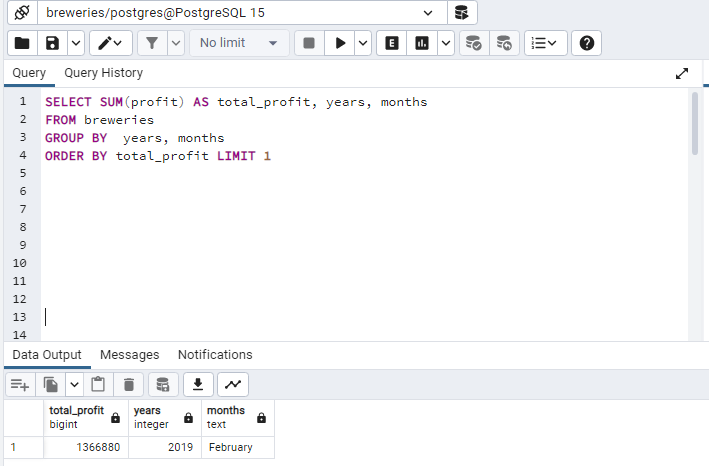 breweries/postgres@PostgreSQL 15
No limit
E
Query Query History
1 SELECT SUM(profit) AS total_profit, years, months
2 FROM breweries
3 GROUP BY  years, months
4 ORDER BY total_profit LIMIT 1
5
6
7
8
9
10
11
12
13
14
Data Output Messages Notifications
total_profit years months
bigint integer text
1 1366880 2019 February